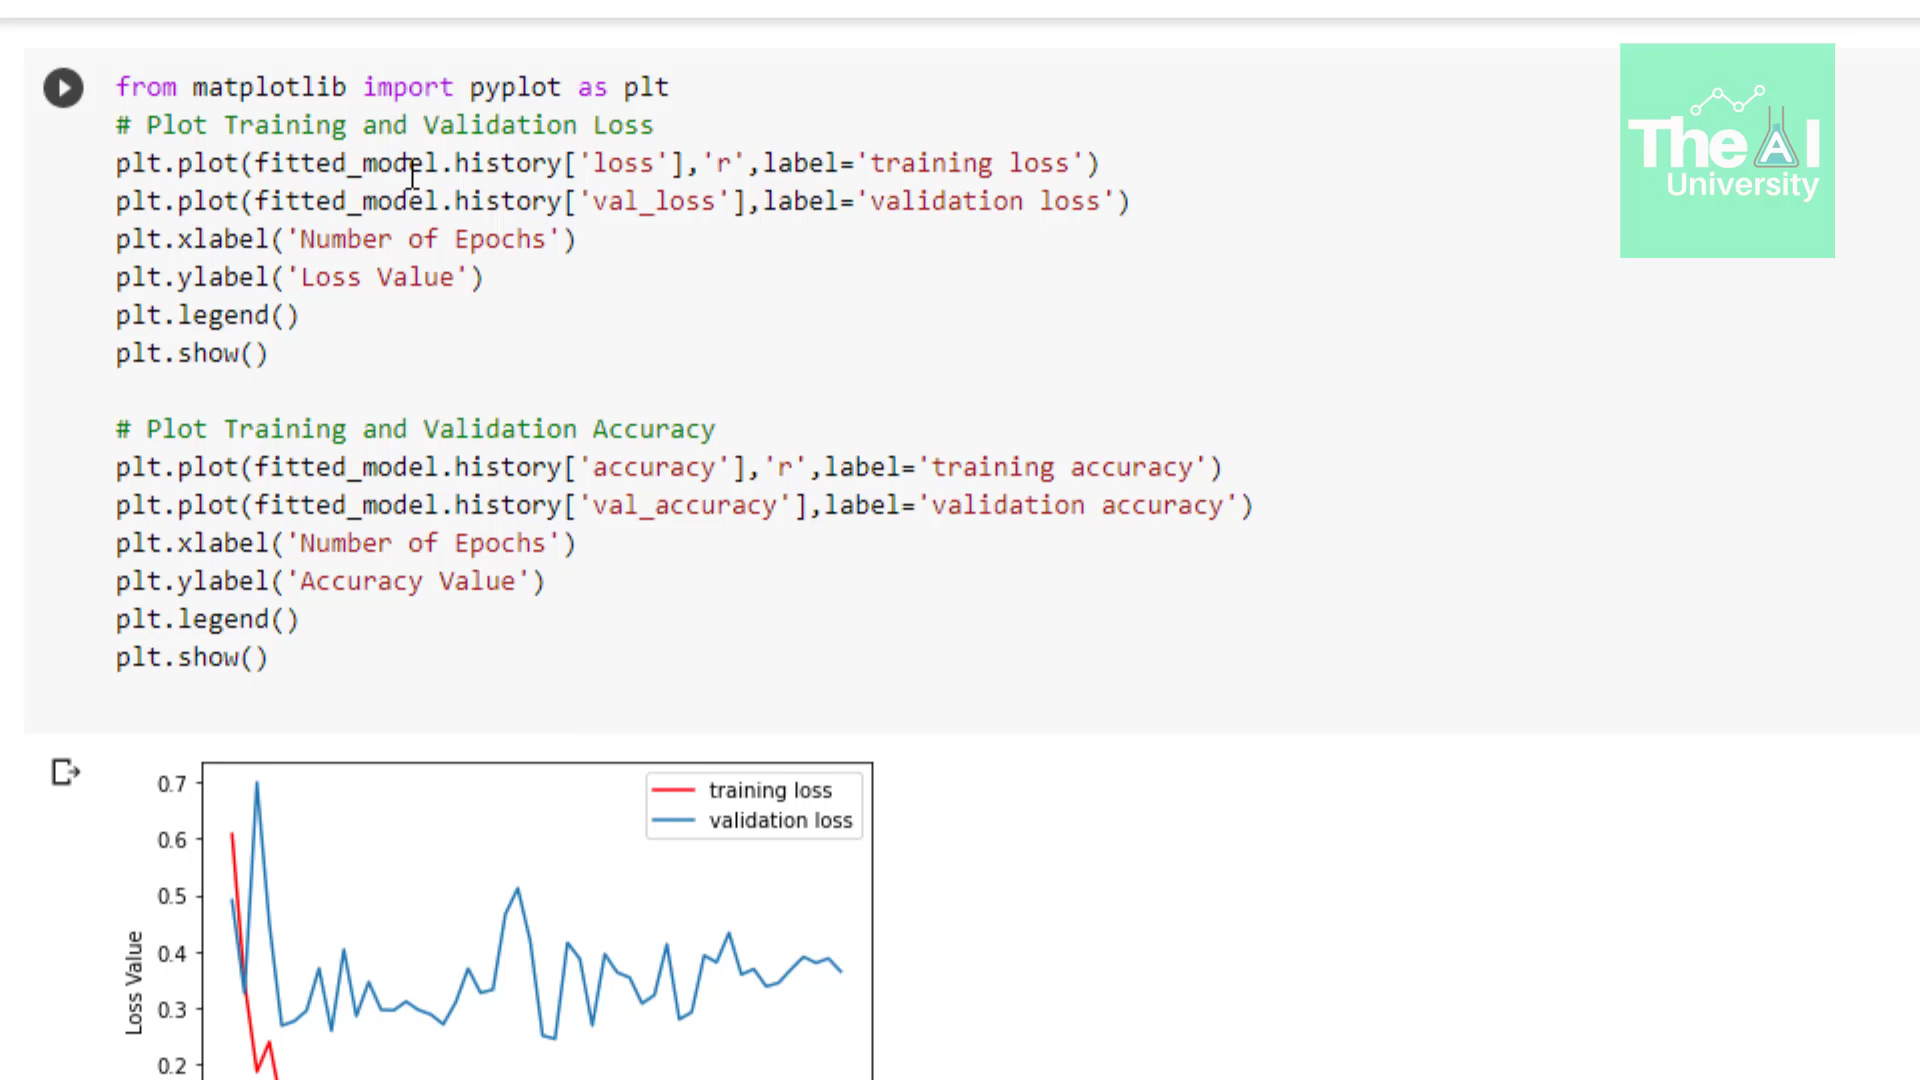 from matplotlib import pyplot as plt
# Plot Training and Validation Loss
plt.plot(fitted_model.history['loss'],'r',label='training loss')
plt.plot(fitted_model.history['val_loss'],label='validation loss')
plt.xlabel('Number of Epochs')
plt.ylabel('Loss Value')
plt.legend()
plt.show()
# Plot Training and Validation Accuracy
plt.plot(fitted_model.history['accuracy'],'r',label='training accuracy')
plt.plot(fitted_model.history['val_accuracy'],label='validation accuracy')
plt.xlabel('Number of Epochs')
plt.ylabel('Accuracy Value')
plt.legend()
plt.show()
The AI
University
0.7
0.6
0.5
0.4
0.3
0.2
Loss Value
training loss
validation loss